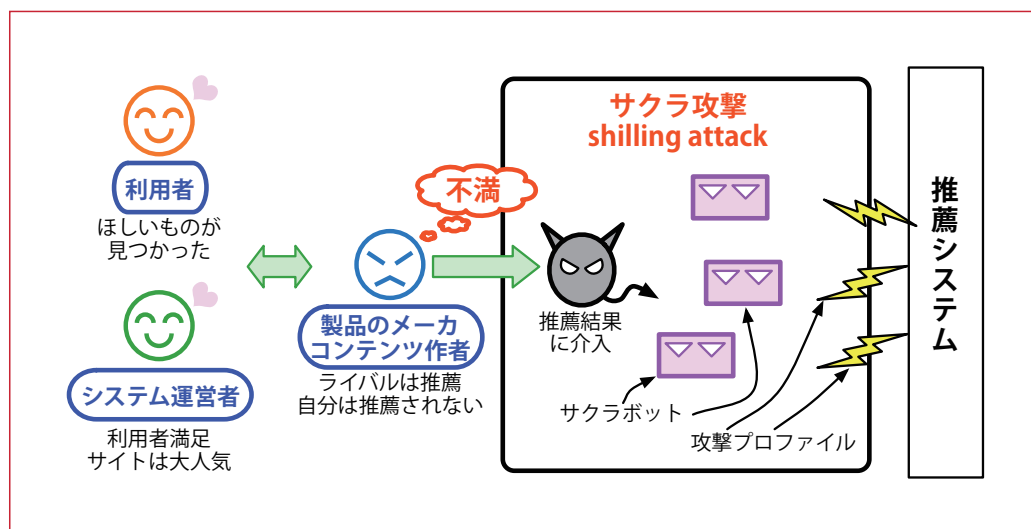 サクラ攻撃
shilling attack
利用者
ほしいものが
見つかった
不満
製品のメーカ
コンテンツ作者
ライバルは推薦
自分は推薦されない
システム運営者
利用者満足
サイトは大人気
推薦結果
に介入
サクラボット
攻撃プロファイル
推薦システム